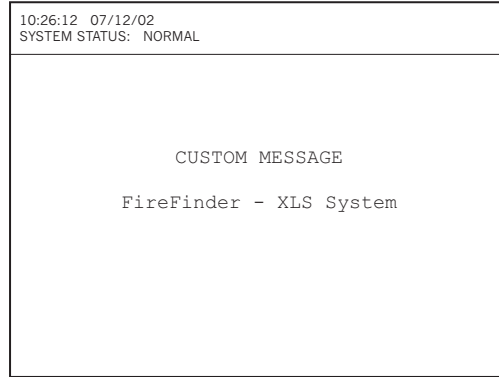 10:26:12 07/12/02
SYSTEM STATUS: NORMAL
CUSTOM MESSAGE
FireFinder - XLS System